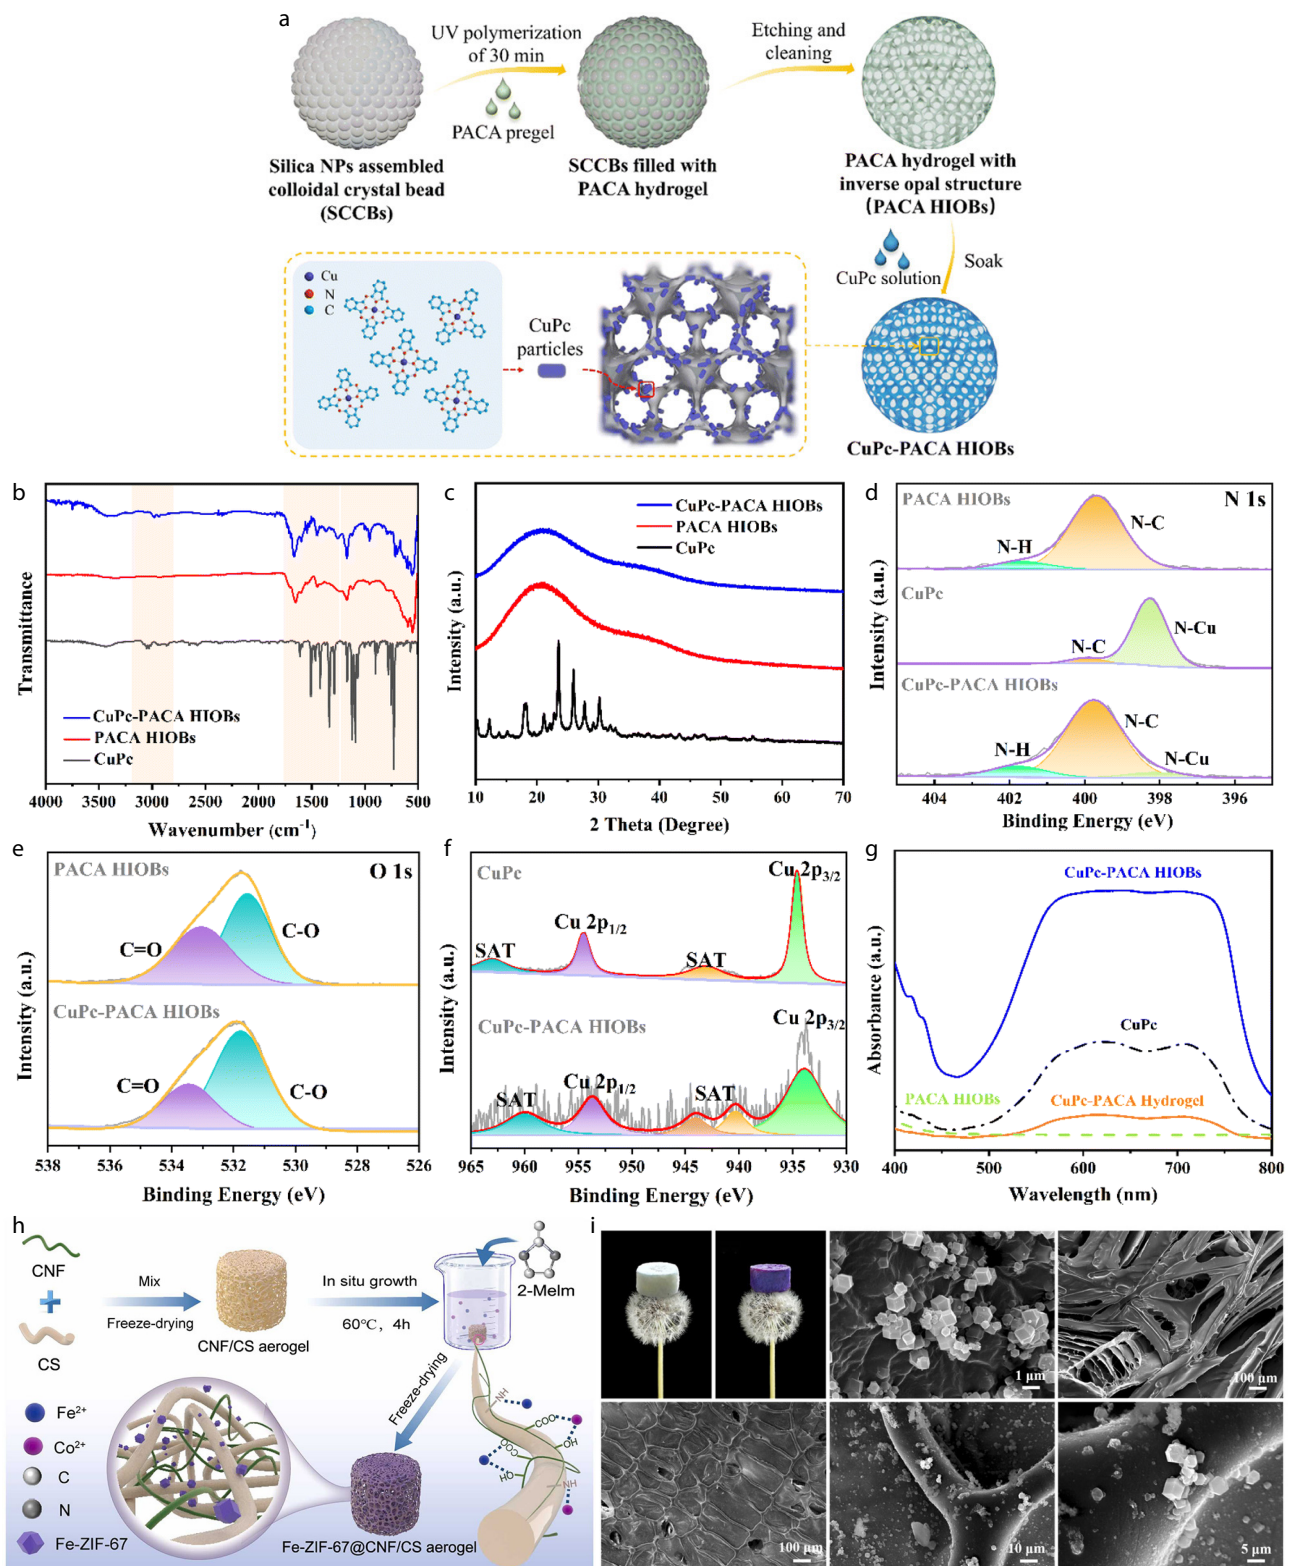 a
UV polymerization
of 30 min
PACA pregel
Etching and
cleaning
Silica NPs assembled
colloidal crystal bead
(SCCBs)
SCCBs filled with
PACA hydrogel
PACA hydrogel with
inverse opal structure
(PACA HIOBs)
CuPc solution
Soak
Cu
N
C
CuPc
particles
CuPc-PACA HIOBs
b
Transmittance
CuPc-PACA HIOBs
PACA HIOBs
CuPc
4000 3500 3000 2500 2000 1500 1000 500
Wavenumber (cm⁻¹)
c
Intensity (a.u.)
CuPc-PACA HIOBs
PACA HIOBs
CuPc
10 20 30 40 50 60 70
2 Theta (Degree)
d
Intensity (a.u.)
PACA HIOBs
N 1s
N-C
N-H
CuPc
N-Cu
N-C
CuPc-PACA HIOBs
N-C
N-H
N-Cu
404 402 400 398 396
Binding Energy (eV)
e
Intensity (a.u.)
PACA HIOBs
O 1s
C=O
C-O
CuPc-PACA HIOBs
C=O
C-O
538 536 534 532 530 528 526
Binding Energy (eV)
f
Intensity (a.u.)
CuPc
Cu 2p3/2
Cu 2p1/2
SAT
SAT
CuPc-PACA HIOBs
Cu 2p3/2
Cu 2p1/2
SAT
SAT
965 960 955 950 945 940 935 930
Binding Energy (eV)
g
Absorbance (a.u.)
CuPc-PACA HIOBs
CuPc
PACA HIOBs
CuPc-PACA Hydrogel
400 500 600 700 800
Wavelength (nm)
h
CNF
CS
Mix
Freeze-drying
CNF/CS aerogel
In situ growth
60℃, 4h
2-MeIm
Freeze-drying
Fe²⁺
Co²⁺
C
N
Fe-ZIF-67
NH
COO
OH
COO
HO
NH
Fe-ZIF-67@CNF/CS aerogel
i
1 μm
100 μm
100 μm
10 μm
5 μm